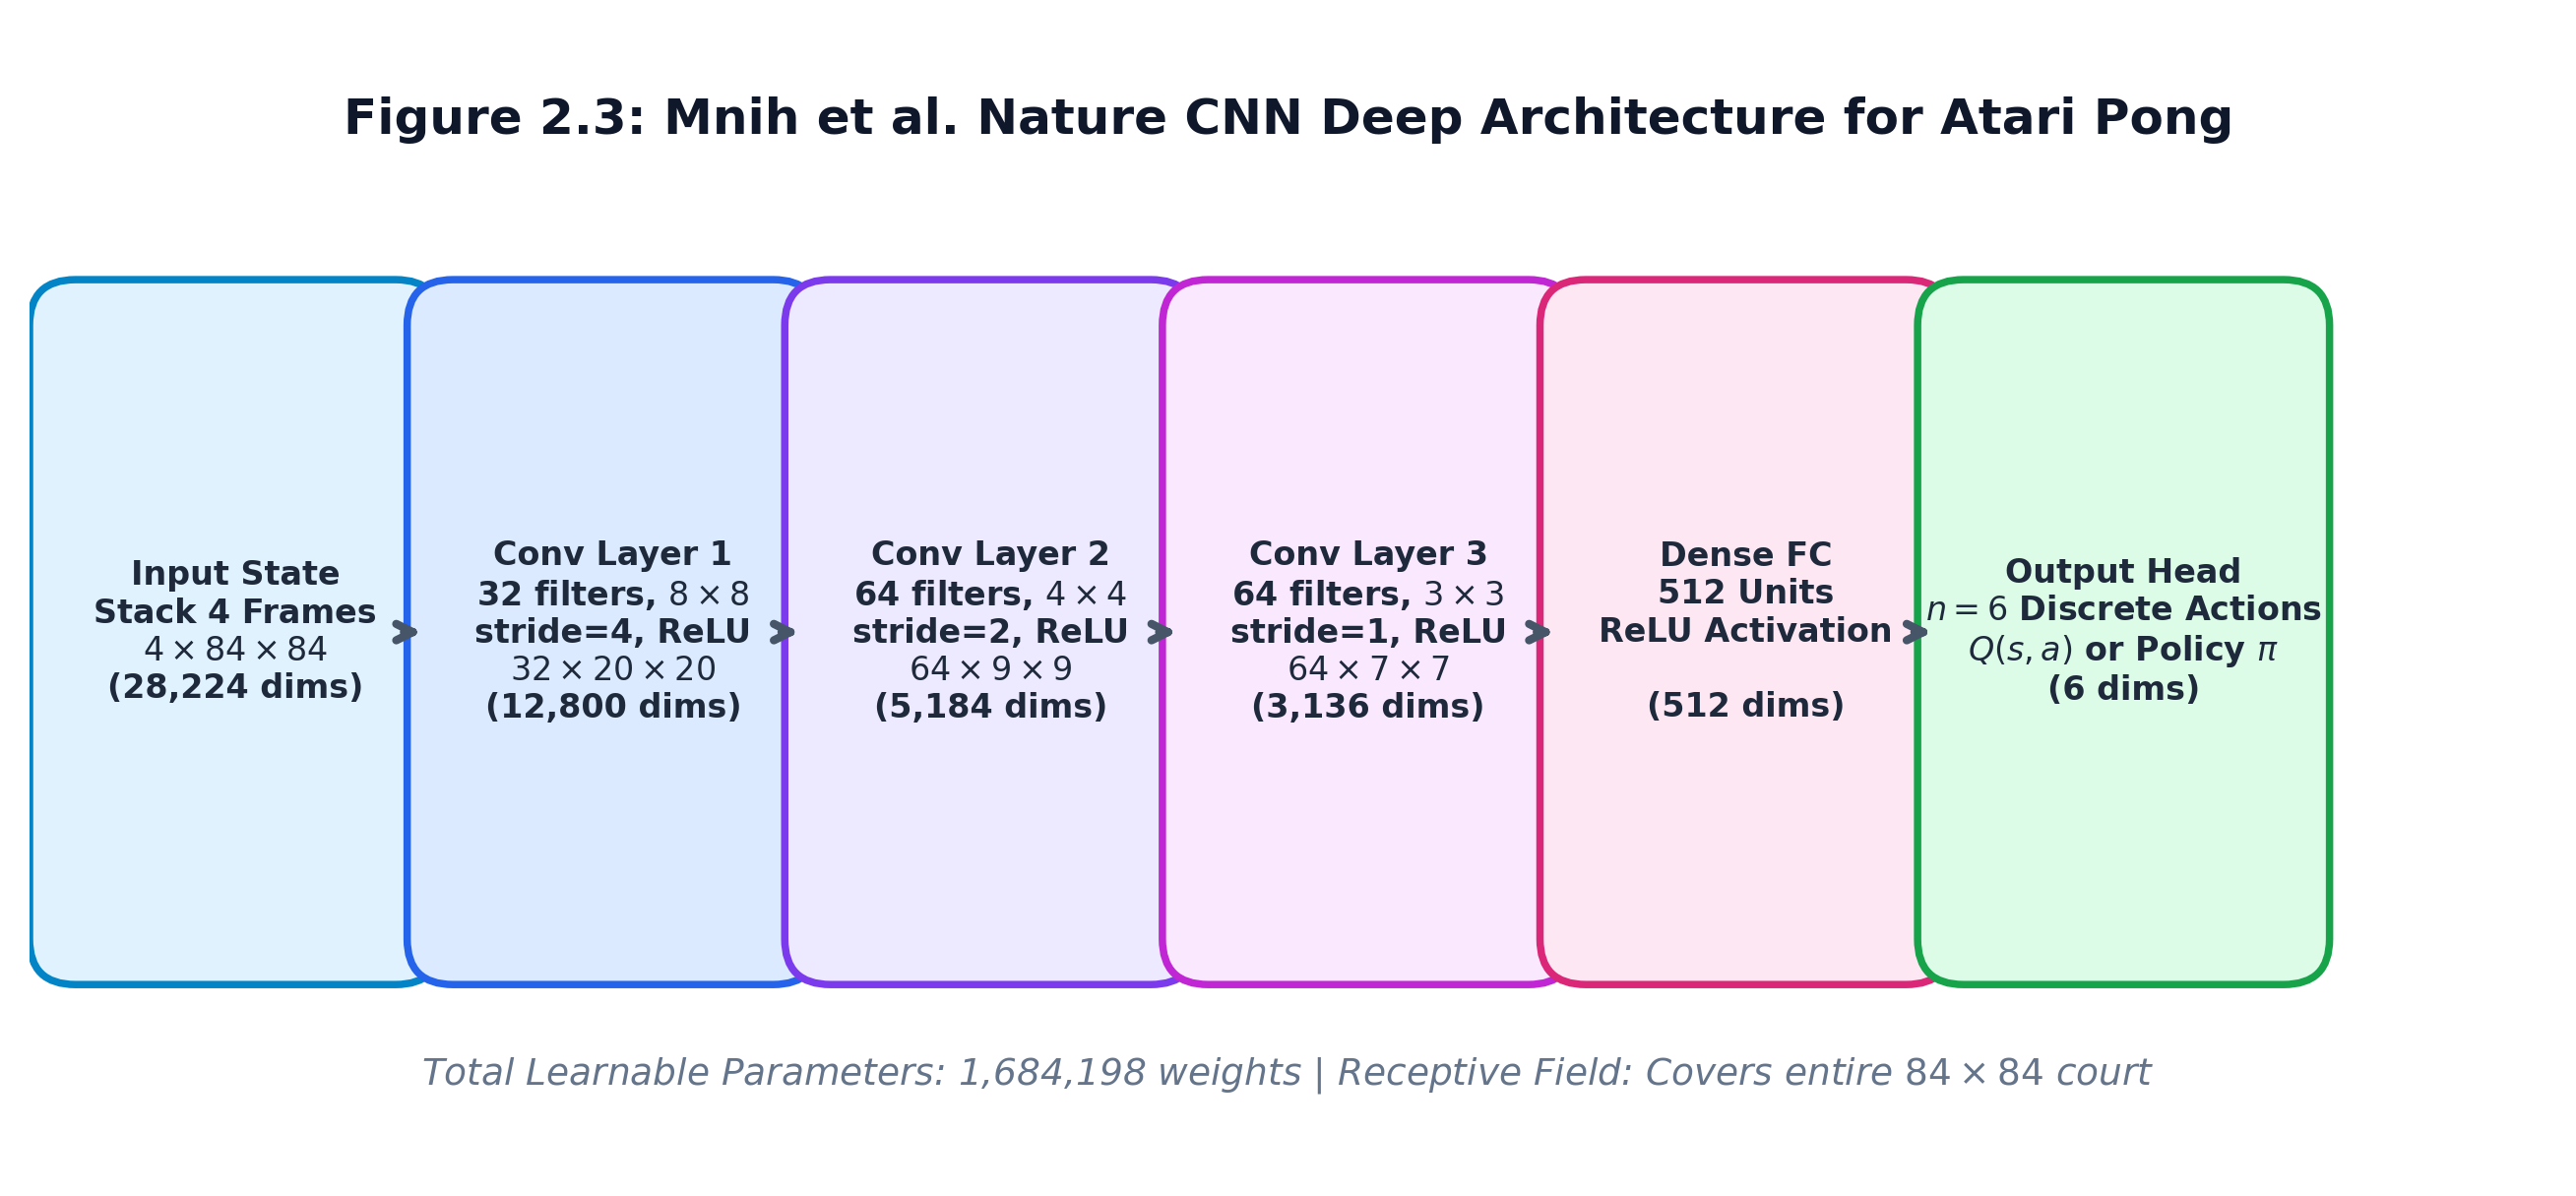 Figure 2.3: Mnih et al. Nature CNN Deep Architecture for Atari Pong
Input State
Stack 4 Frames
4 × 84 × 84
(28,224 dims)
Conv Layer 1
32 filters, 8 × 8
stride=4, ReLU
32 × 20 × 20
(12,800 dims)
Conv Layer 2
64 filters, 4 × 4
stride=2, ReLU
64 × 9 × 9
(5,184 dims)
Conv Layer 3
64 filters, 3 × 3
stride=1, ReLU
64 × 7 × 7
(3,136 dims)
Dense FC
512 Units
ReLU Activation
(512 dims)
Output Head
n = 6 Discrete Actions
Q(s, a) or Policy π
(6 dims)
Total Learnable Parameters: 1,684,198 weights | Receptive Field: Covers entire 84 × 84 court